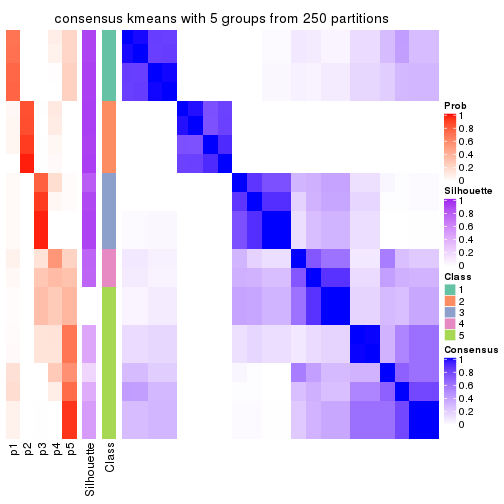 consensus kmeans with 5 groups from 250 partitions
p1
p2
p3
p4
p5
Silhouette
Class
Prob
1
0.8
0.6
0.4
0.2
0
Silhouette
1
0.8
0.6
0.4
0.2
0
Class
1
2
3
4
5
Consensus
1
0.8
0.6
0.4
0.2
0